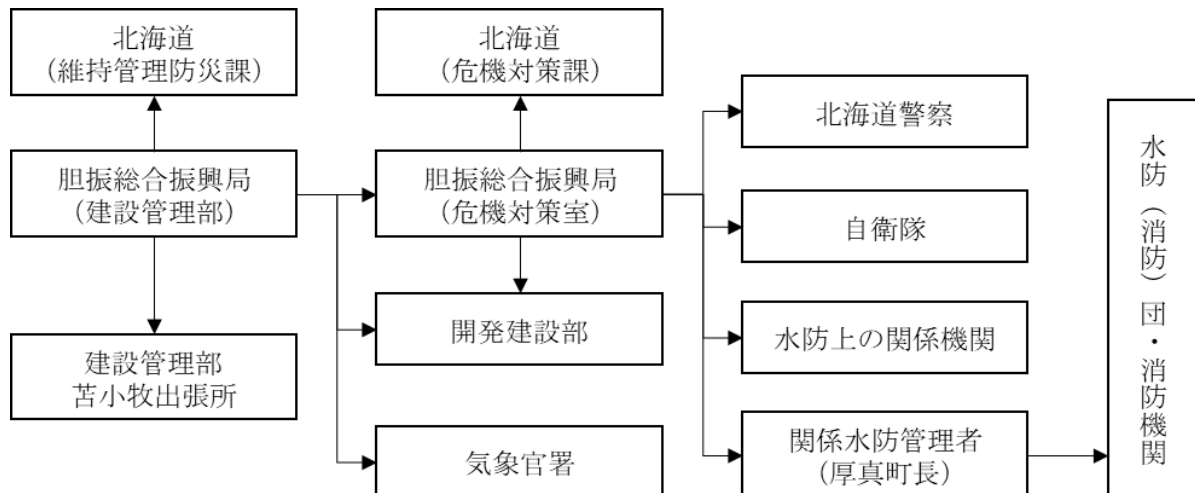 北海道
（維持管理防災課）
北海道
（危機対策課）
北海道警察
胆振総合振興局
（建設管理部）
胆振総合振興局
（危機対策室）
自衛隊
開発建設部
水防上の関係機関
建設管理部
苫小牧出張所
気象官署
関係水防管理者
（厚真町長）
水防（消防）団・消防機関